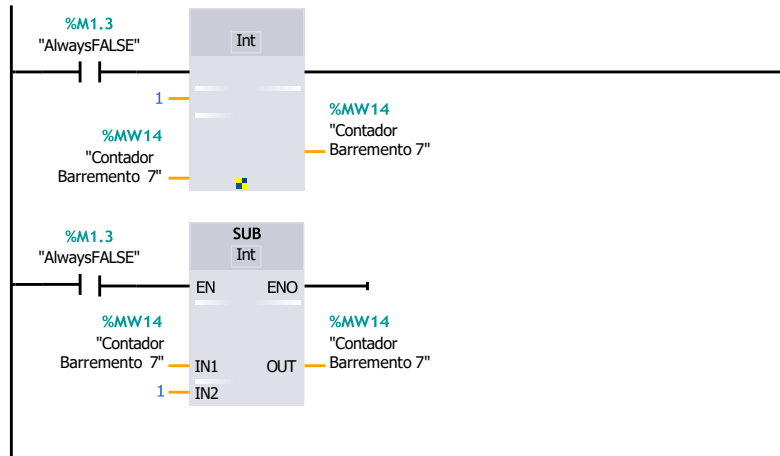 %M1.3
"AlwaysFALSE"
Int
1
%MW14
"Contador
Barremento 7"
%MW14
"Contador
Barremento 7"
%M1.3
"AlwaysFALSE"
SUB
Int
EN ENO
%MW14
"Contador
Barremento 7"
IN1
OUT
%MW14
"Contador
Barremento 7"
1
IN2